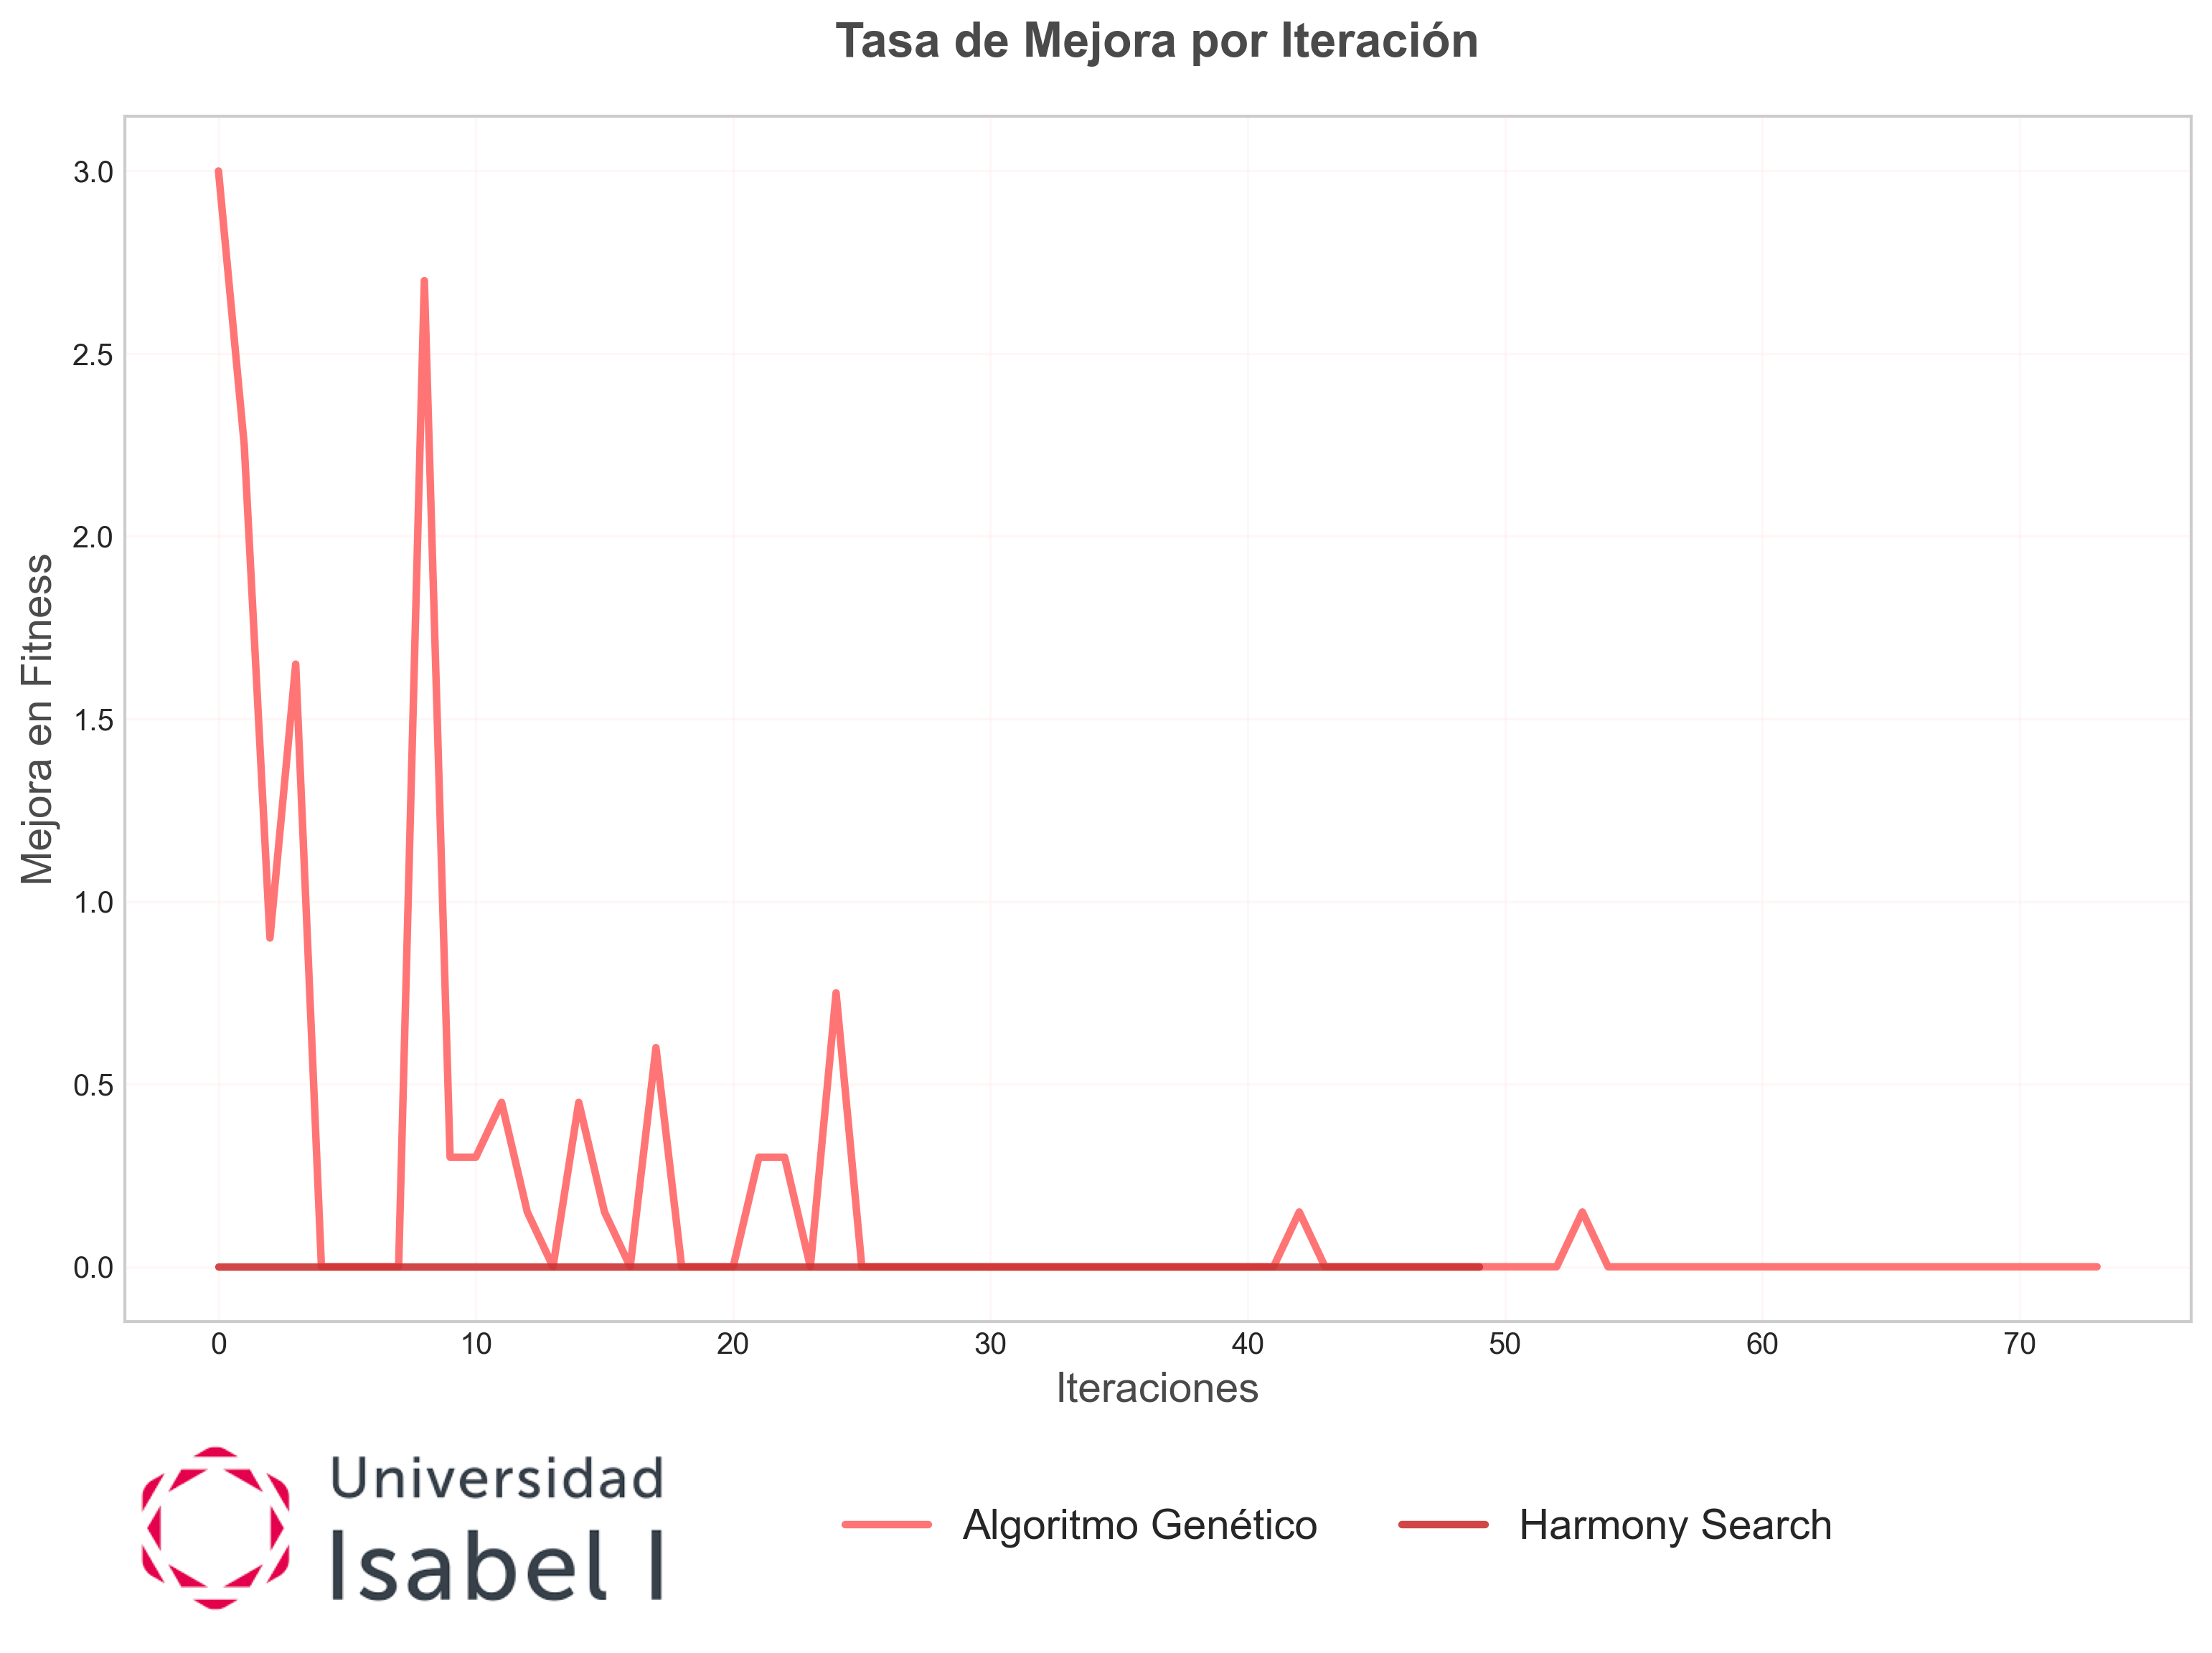 Tasa de Mejora por Iteración
Mejora en Fitness
3.0
2.5
2.0
1.5
1.0
0.5
0.0
0 10 20 30 40 50 60 70
Iteraciones
Universidad
Isabel I
Algoritmo Genético Harmony Search